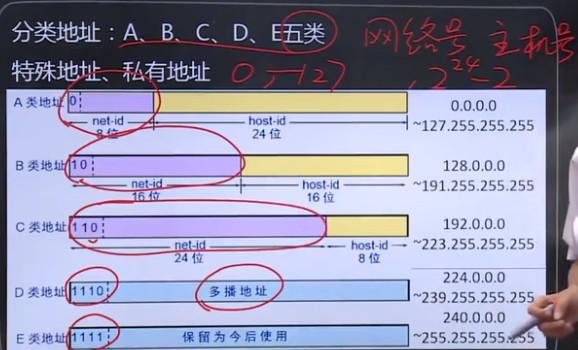 分类地址：A、B、C、D、E五类 网络号 主机号
特殊地址、私有地址 0,—127 , 2²⁴-2
A 类地址 0 0.0.0.0
net-id host-id ~127.255.255.255
8 位 24 位
B 类地址 10 128.0.0.0
net-id host-id ~191.255.255.255
16 位 16 位
C 类地址 110 192.0.0.0
net-id host-id ~223.255.255.255
24 位 8 位
D 类地址 1110 多播地址 224.0.0.0
~239.255.255.255
E 类地址 1111 保留为今后使用 240.0.0.0
~255.255.255.255